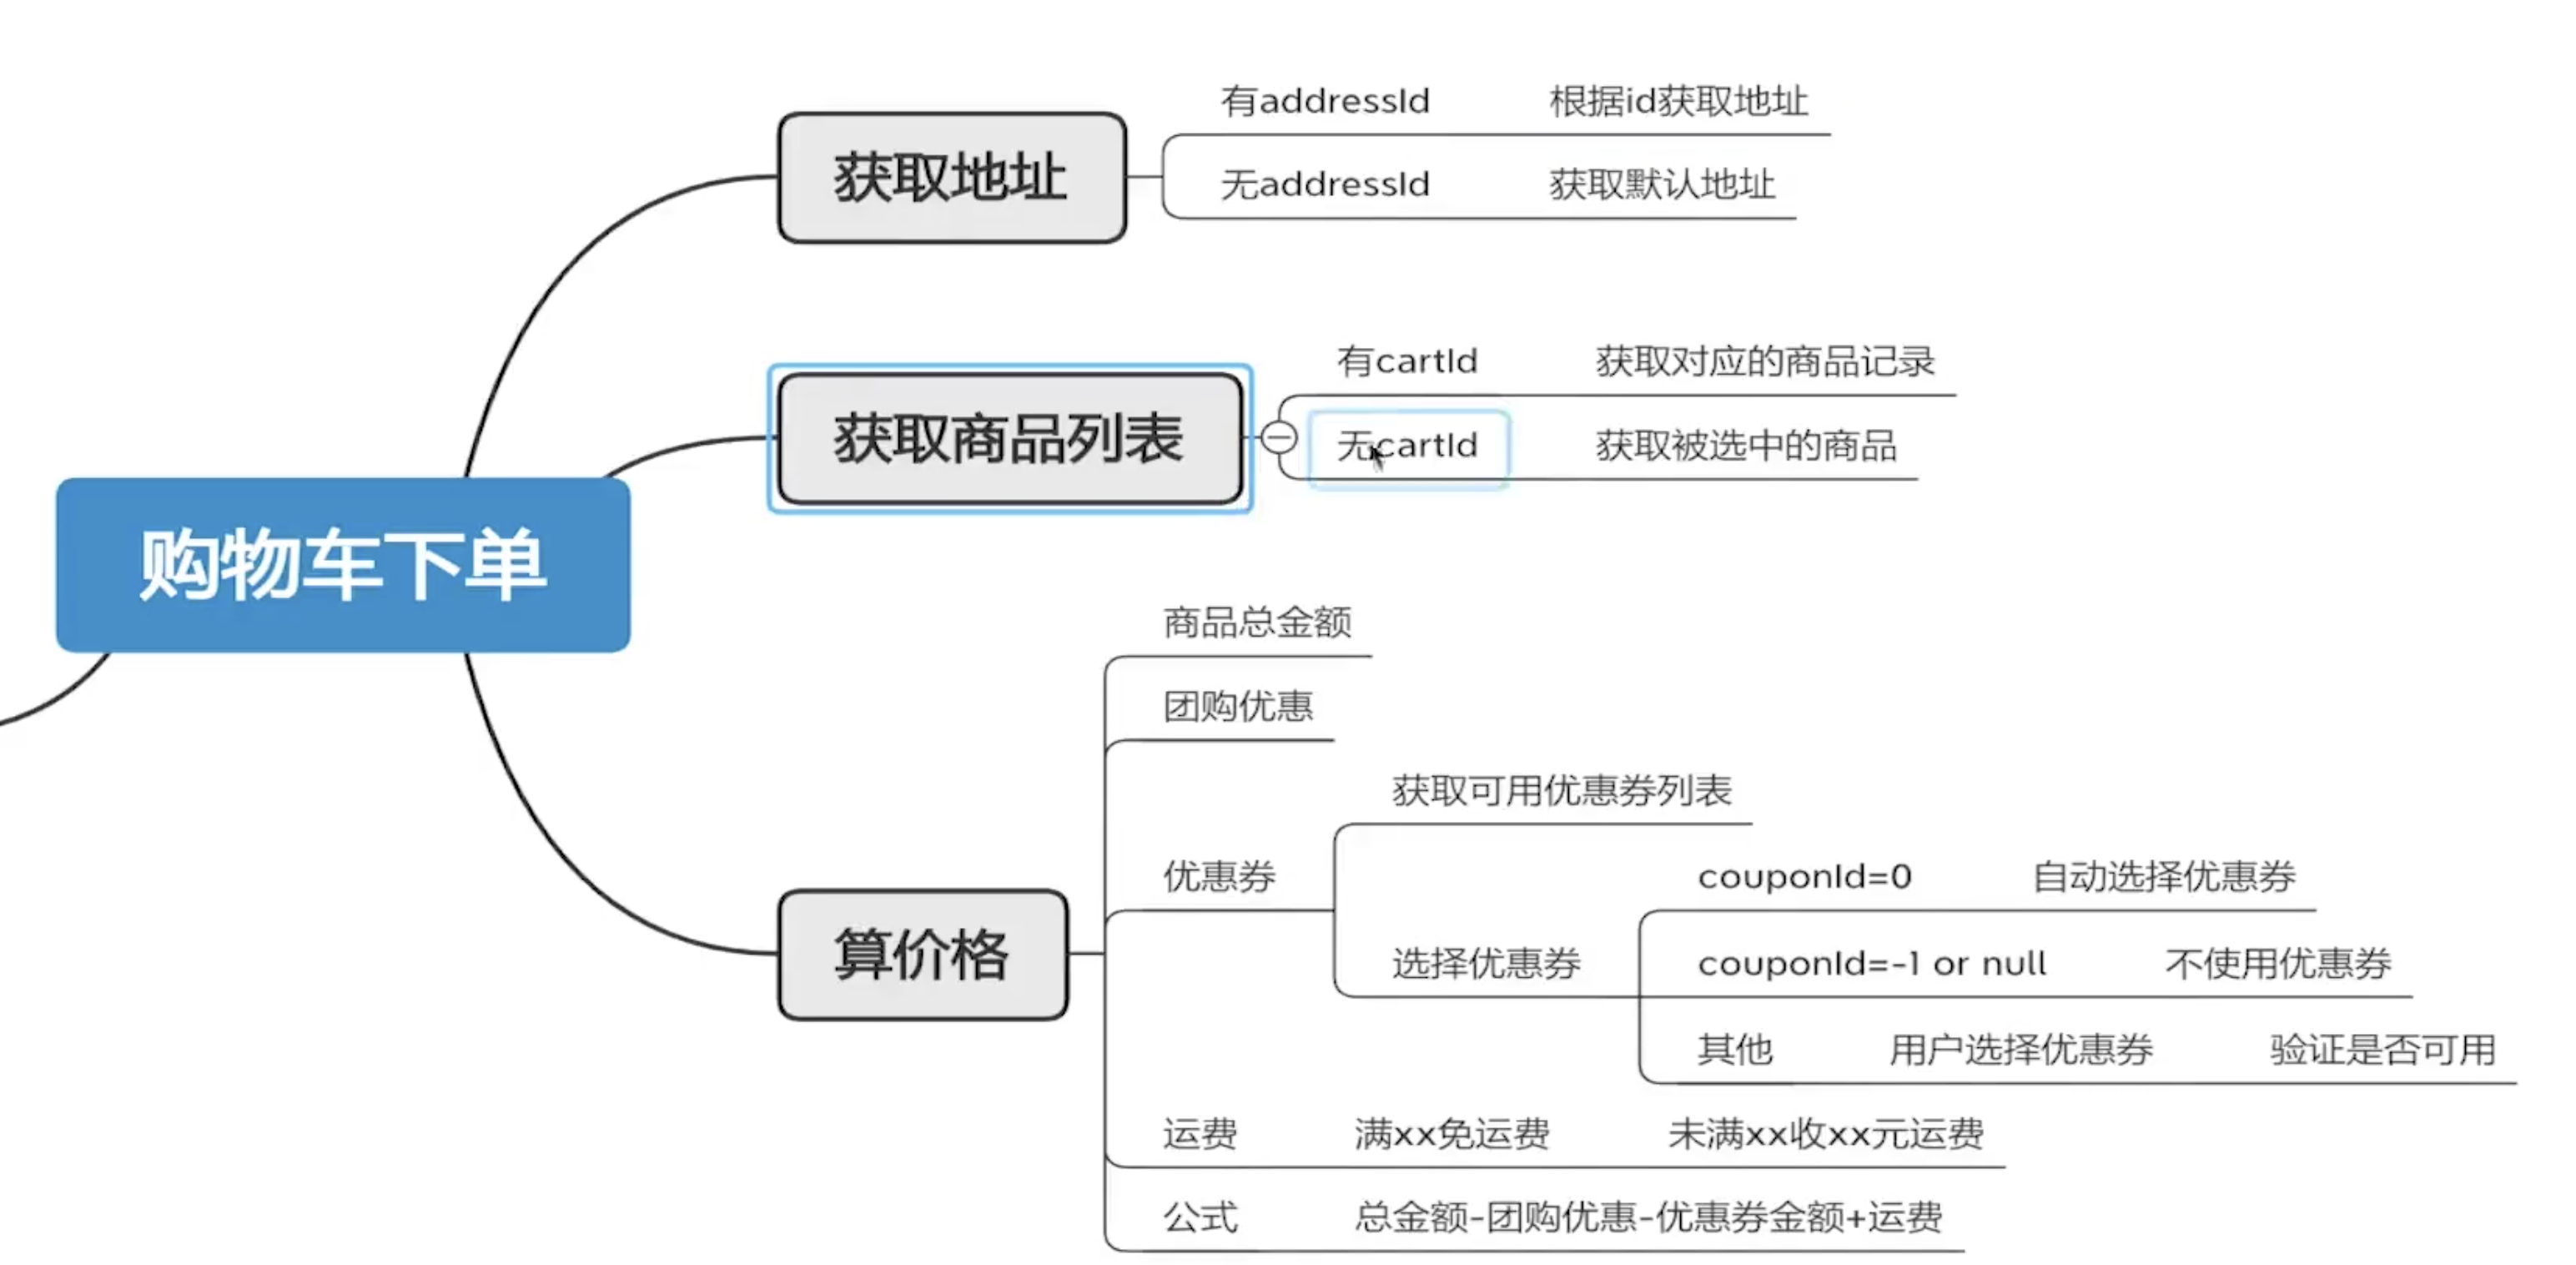 购物车下单
获取地址
有addressId 根据id获取地址
无addressId 获取默认地址
获取商品列表
有cartId 获取对应的商品记录
无cartId 获取被选中的商品
算价格
商品总金额
团购优惠
优惠券
获取可用优惠券列表
选择优惠券
couponId=0 自动选择优惠券
couponId=-1 or null 不使用优惠券
其他 用户选择优惠券 验证是否可用
运费 满xx免运费 未满xx收xx元运费
公式 总金额-团购优惠-优惠券金额+运费